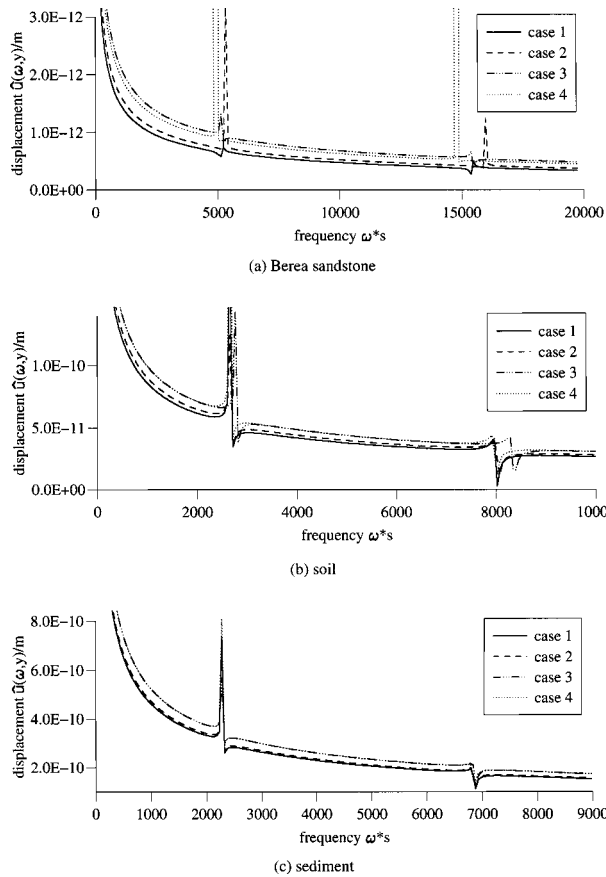 displacement û(ω,y)/m
3.0E-12
2.0E-12
1.0E-12
0.0E+00
case 1
case 2
case 3
case 4
0 5000 10000 15000 20000
frequency ω*s
(a) Berea sandstone
displacement û(ω,y)/m
1.0E-10
5.0E-11
0.0E+00
case 1
case 2
case 3
case 4
0 2000 4000 6000 8000 1000
frequency ω*s
(b) soil
displacement û(ω,y)/m
8.0E-10
6.0E-10
4.0E-10
2.0E-10
case 1
case 2
case 3
case 4
0 1000 2000 3000 4000 5000 6000 7000 8000 9000
frequency ω*s
(c) sediment